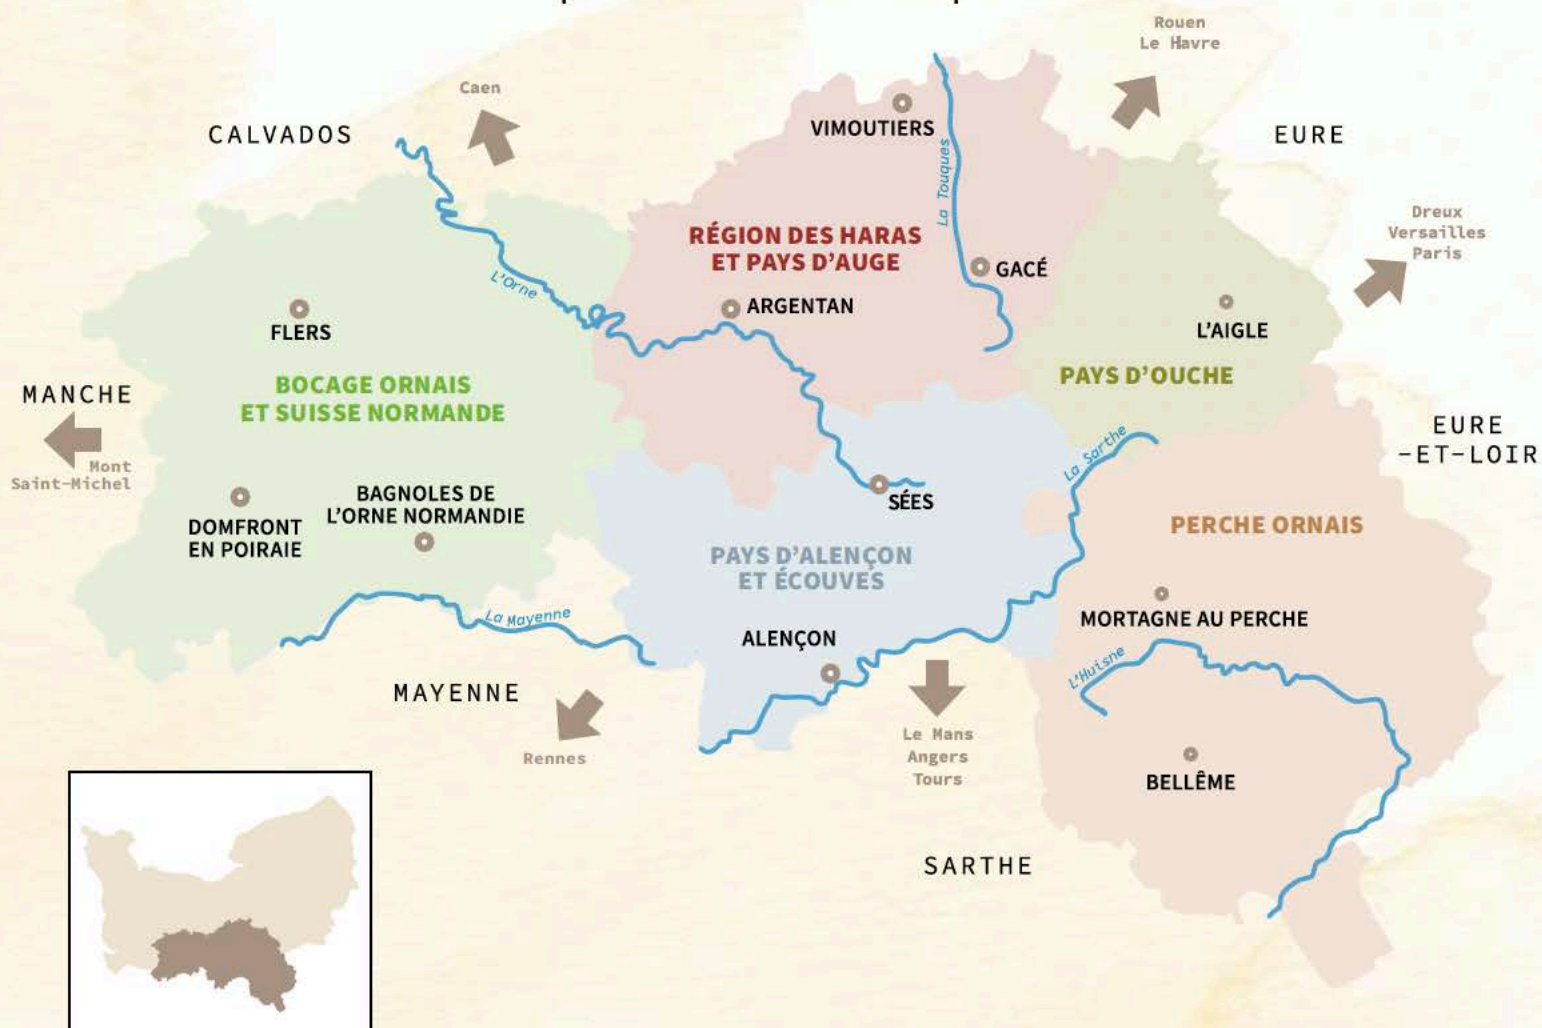 Rouen
Le Havre
Caen
CALVADOS
EURE
VIMOUTIERS
La Touques
Dreux
Versailles
Paris
RÉGION DES HARAS
ET PAYS D'AUGE
GACÉ
L'Orne
ARGENTAN
L'AIGLE
FLERS
PAYS D'OUCHE
BOCAGE ORNAIS
ET SUISSE NORMANDE
MANCHE
Mont
Saint-Michel
EURE
-ET-LOIR
La Sarthe
SÉES
BAGNOLES DE
L'ORNE NORMANDIE
DOMFRONT
EN POIRAIE
PERCHE ORNAIS
PAYS D'ALENÇON
ET ÉCOUVES
La Mayenne
MORTAGNE AU PERCHE
ALENÇON
L'Huisne
MAYENNE
Rennes
Le Mans
Angers
Tours
BELLÊME
SARTHE